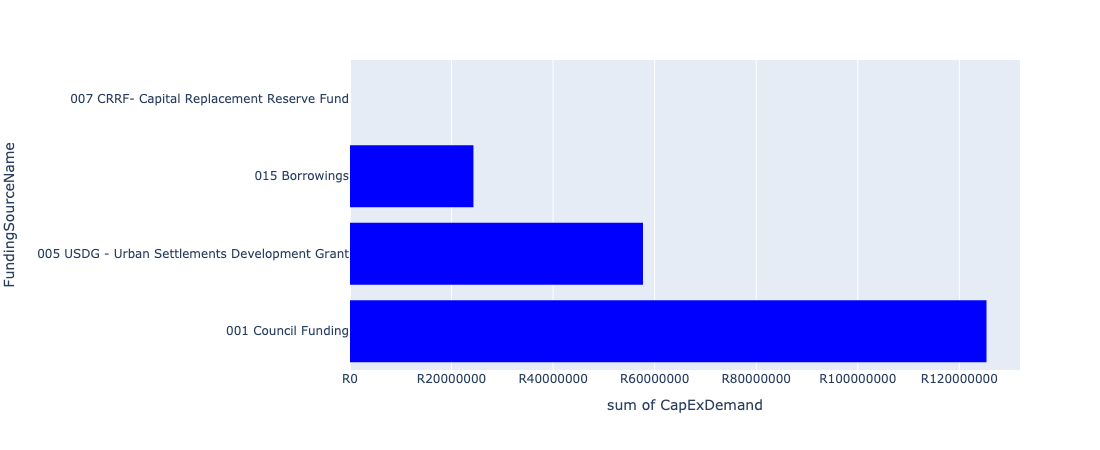 FundingSourceName
007 CRRF- Capital Replacement Reserve Fund
015 Borrowings
005 USDG - Urban Settlements Development Grant
001 Council Funding
R0 R20000000 R40000000 R60000000 R80000000 R100000000 R120000000
sum of CapExDemand